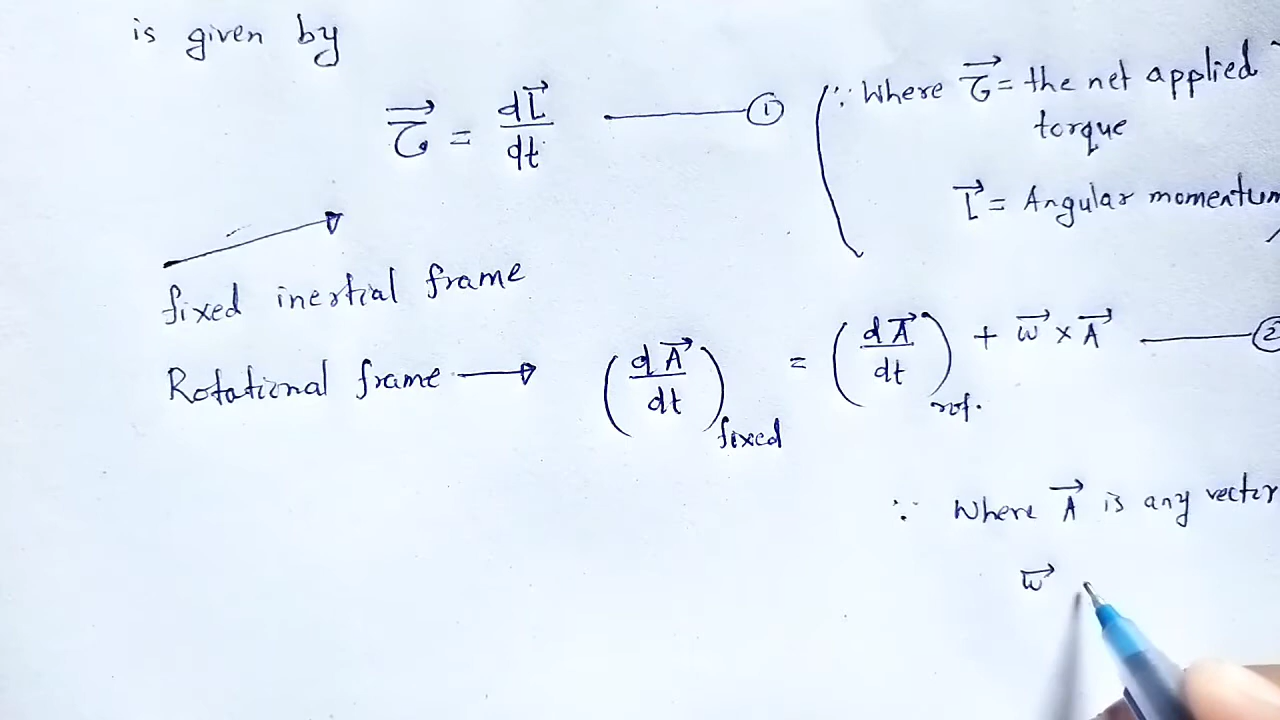 is given by
τ⃗ = dL⃗/dt ——— ①
∵ Where τ⃗ = the net applied
torque
L⃗ = Angular momentum
fixed inertial frame
Rotational frame → (dA⃗/dt)fixed = (dA⃗/dt)rot. + w⃗ × A⃗ ——— ②
∵ Where A⃗ is any vector
w⃗